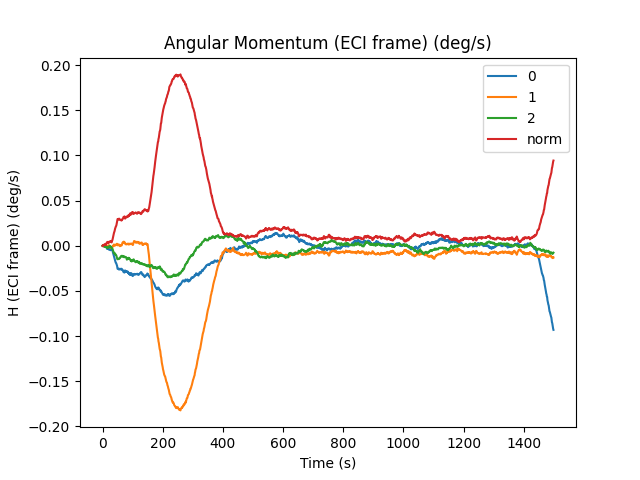 Angular Momentum (ECI frame) (deg/s)
0.20
0.15
0.10
0.05
0.00
−0.05
−0.10
−0.15
−0.20
H (ECI frame) (deg/s)
0
1
2
norm
0 200 400 600 800 1000 1200 1400
Time (s)